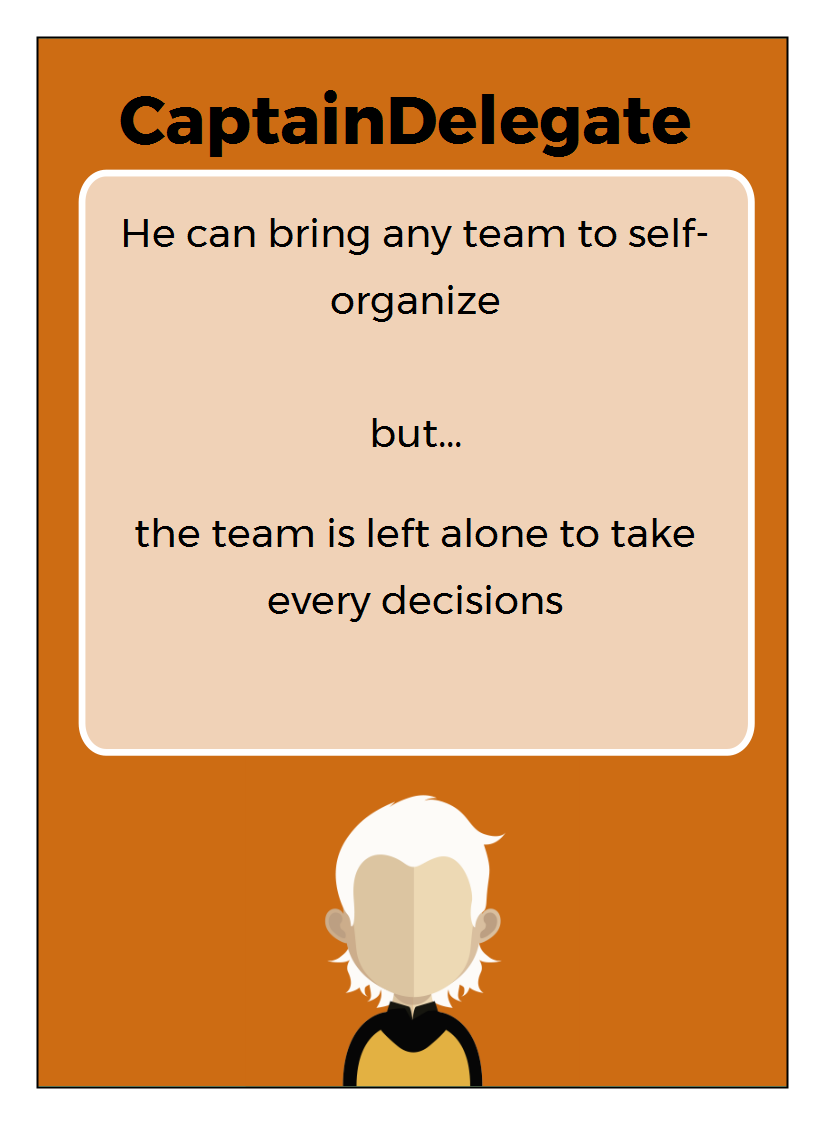 CaptainDelegate
He can bring any team to self-
organize
but...
the team is left alone to take
every decisions